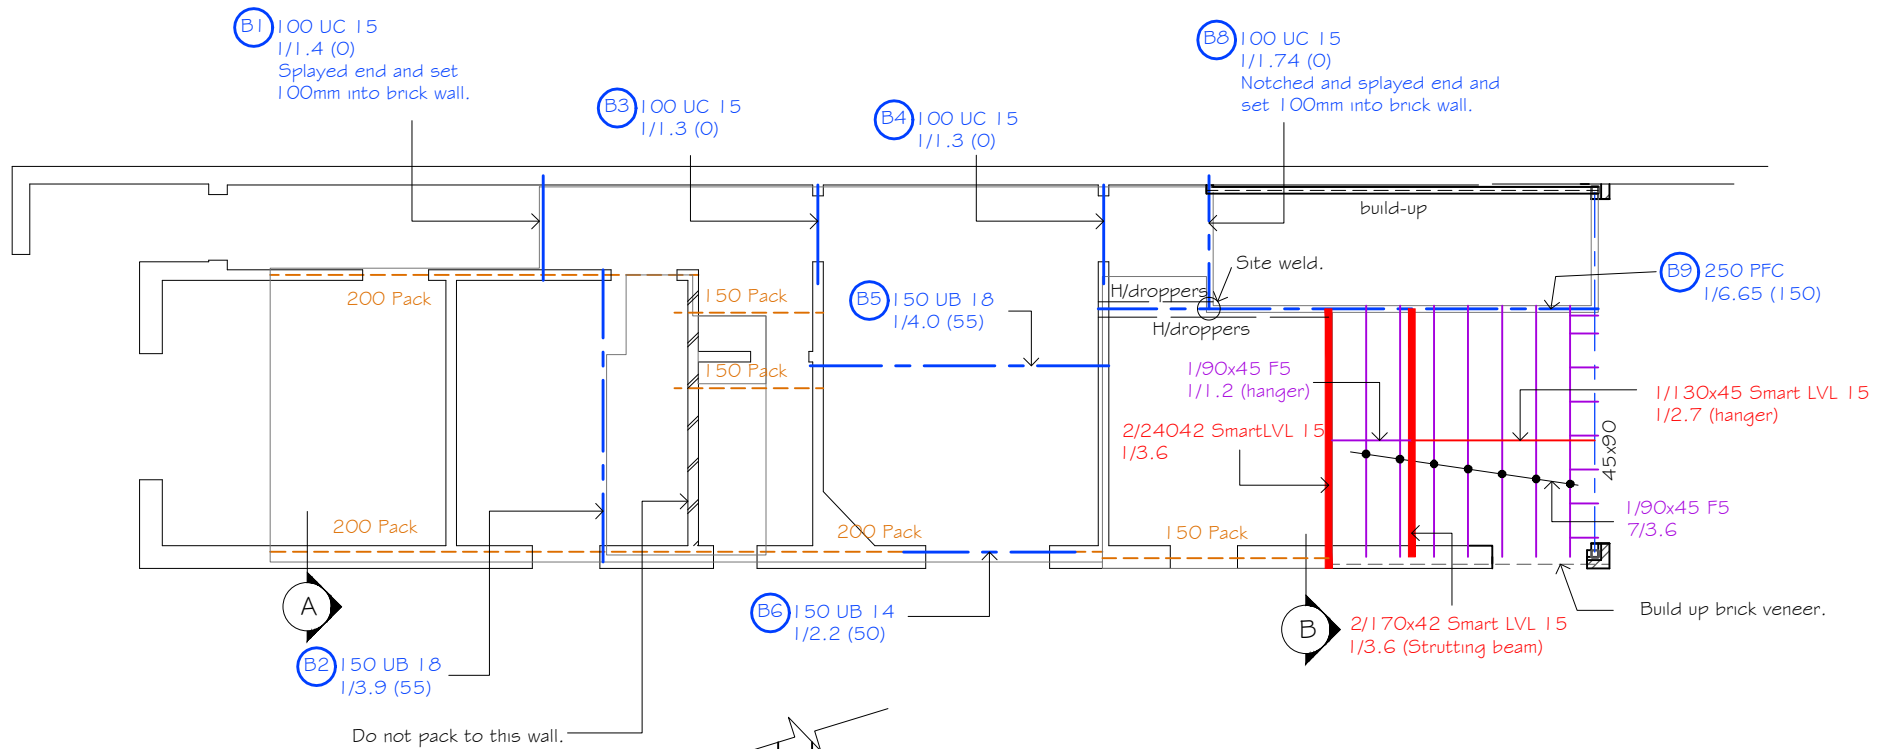 B1 100 UC 15
1/1.4 (0)
Splayed end and set
100mm into brick wall.
B3 100 UC 15
1/1.3 (0)
B4 100 UC 15
1/1.3 (0)
B8 100 UC 15
1/1.74 (0)
Notched and splayed end and
set 100mm into brick wall.
build-up
Site weld.
B9 250 PFC
1/6.65 (150)
200 Pack
150 Pack
B5 150 UB 18
1/4.0 (55)
H/droppers
H/droppers
150 Pack
1/90x45 F5
1/1.2 (hanger)
1/130x45 Smart LVL 15
1/2.7 (hanger)
2/24042 SmartLVL 15
1/3.6
45x90
1/90x45 F5
7/3.6
200 Pack
200 Pack
150 Pack
A
B6 150 UB 14
1/2.2 (50)
B
2/170x42 Smart LVL 15
1/3.6 (Strutting beam)
Build up brick veneer.
B2 150 UB 18
1/3.9 (55)
Do not pack to this wall.